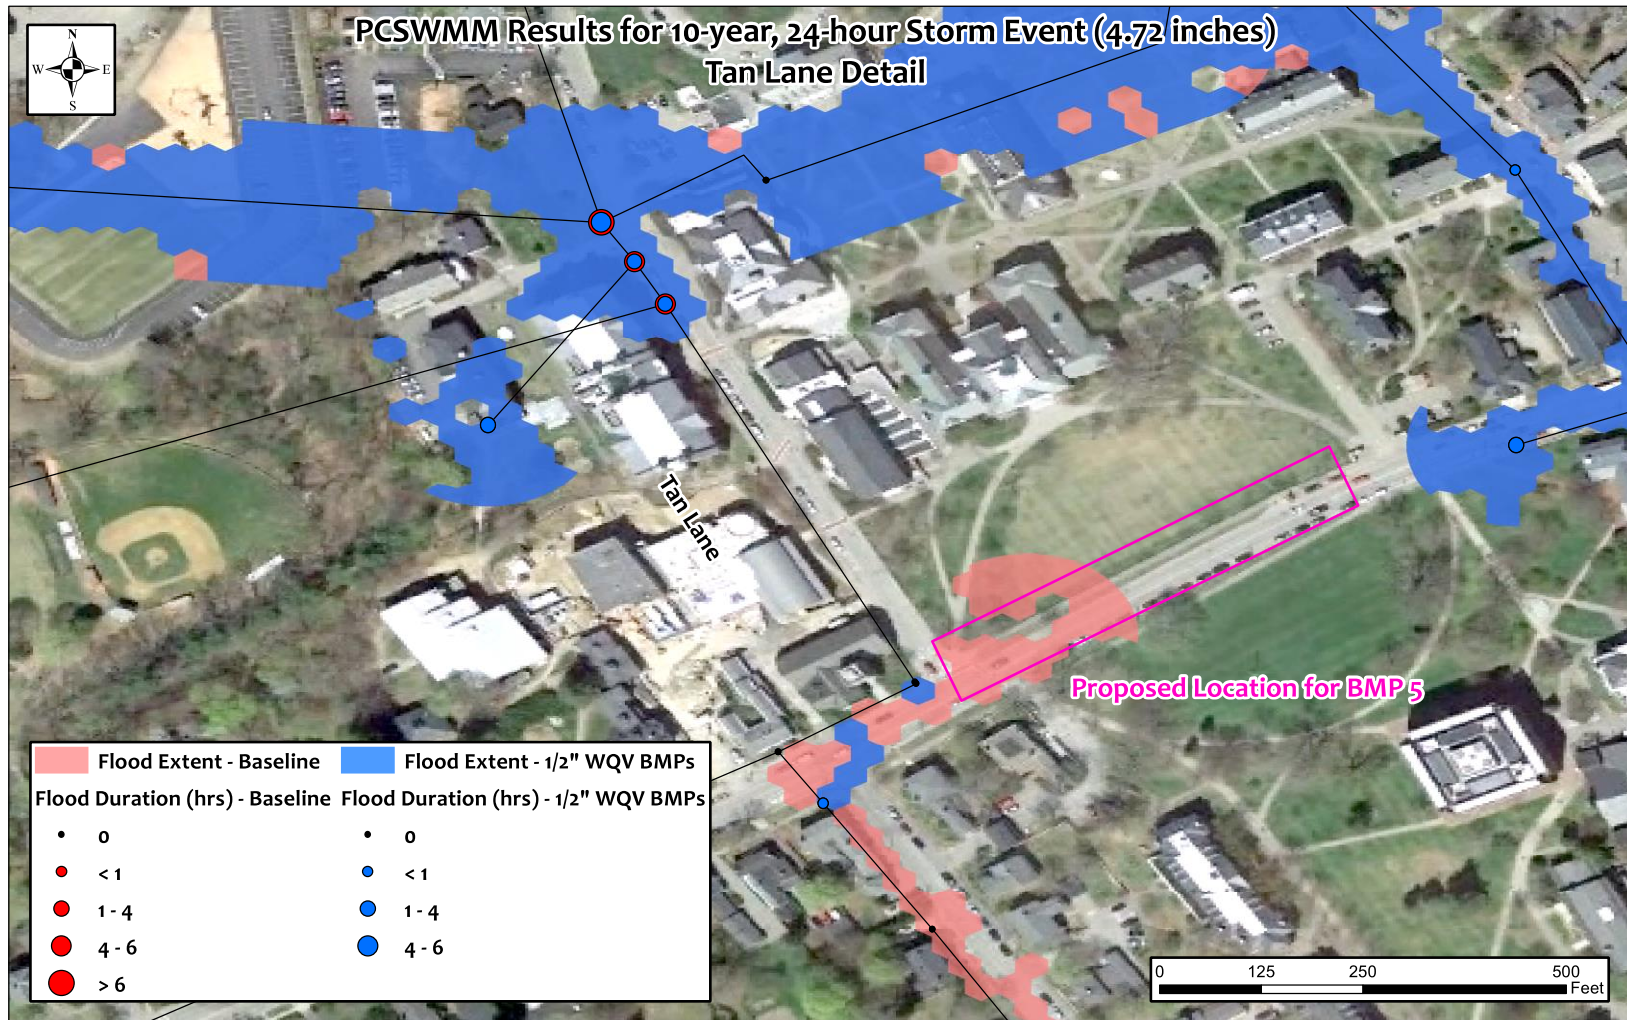 PCSWMM Results for 10-year, 24-hour Storm Event (4.72 inches)
Tan Lane Detail
N
W E
S
Tan Lane
Proposed Location for BMP 5
Flood Extent - Baseline
Flood Extent - 1/2" WQV BMPs
Flood Duration (hrs) - Baseline
Flood Duration (hrs) - 1/2" WQV BMPs
0
0
< 1
< 1
1 - 4
1 - 4
4 - 6
4 - 6
> 6
0 125 250 500
Feet